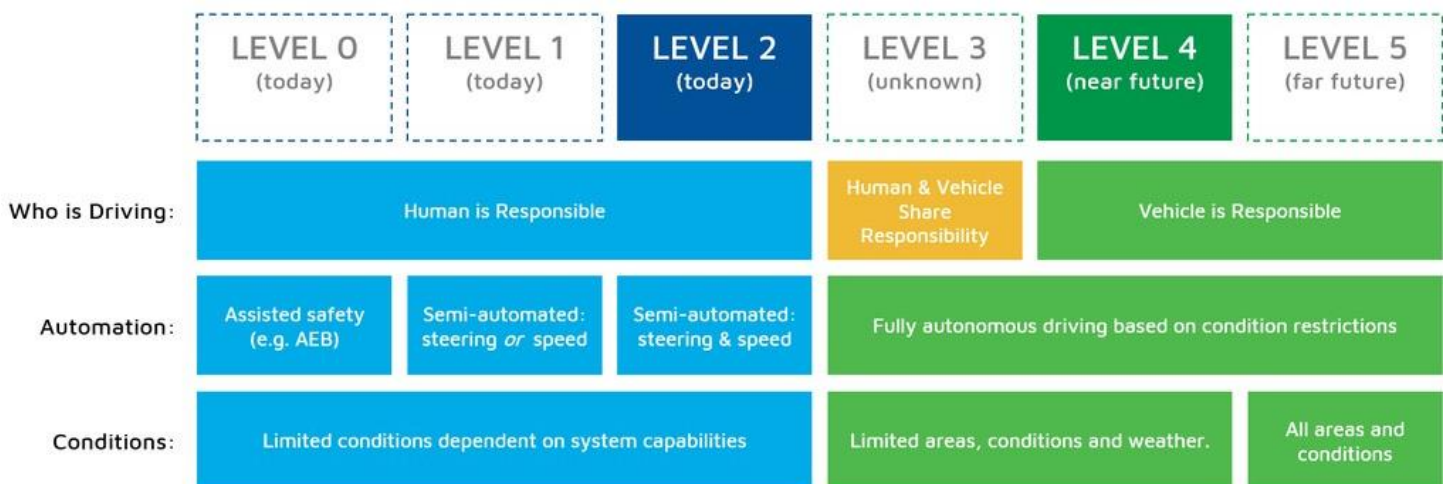 LEVEL 0
(today)
LEVEL 1
(today)
LEVEL 2
(today)
LEVEL 3
(unknown)
LEVEL 4
(near future)
LEVEL 5
(far future)
Who is Driving:
Human is Responsible
Human & Vehicle
Share
Responsibility
Vehicle is Responsible
Automation:
Assisted safety
(e.g. AEB)
Semi-automated:
steering or speed
Semi-automated:
steering & speed
Fully autonomous driving based on condition restrictions
Conditions:
Limited conditions dependent on system capabilities
Limited areas, conditions and weather.
All areas and
conditions